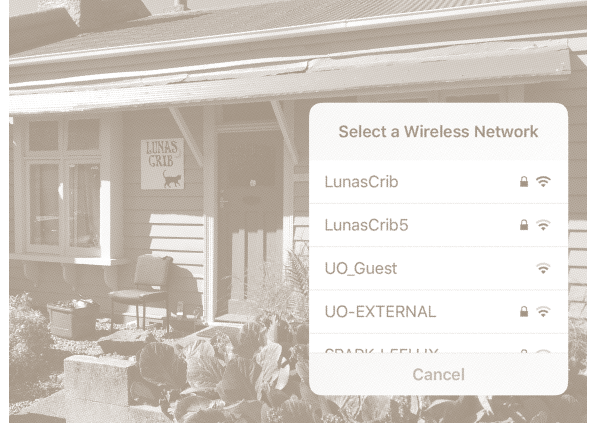 LUNAS
CRIB
Select a Wireless Network
LunasCrib
LunasCrib5
UO_Guest
UO-EXTERNAL
Cancel